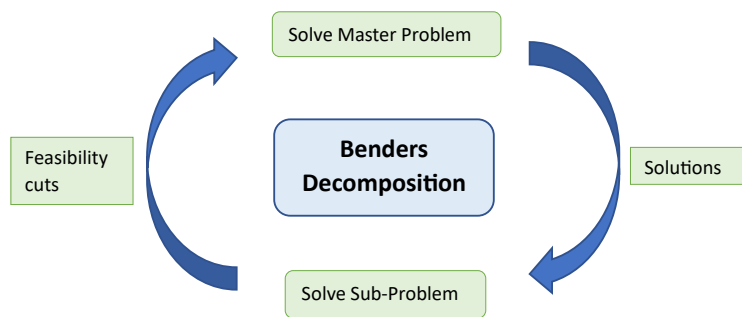 Solve Master Problem
Benders
Decomposition
Feasibility
cuts
Solutions
Solve Sub-Problem